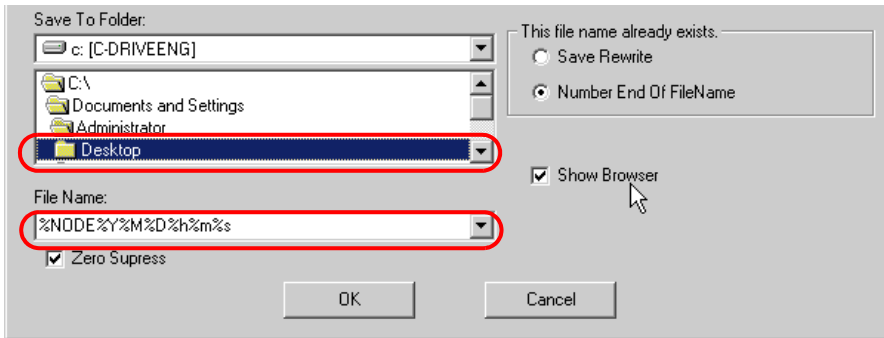 Save To Folder:
c: [C-DRIVEENG]
C:\
Documents and Settings
Administrator
Desktop
File Name:
%NODE%Y%M%D%h%m%s
Zero Supress
This file name already exists.
Save Rewrite
Number End Of FileName
Show Browser
OK
Cancel